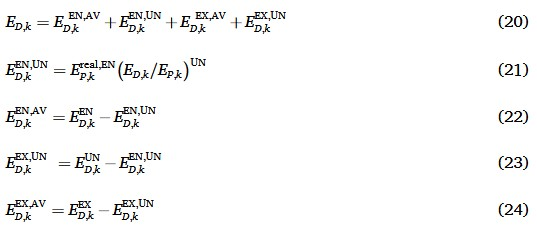 E_{D,k} = E_{D,k}^{EN,AV} + E_{D,k}^{EN,UN} + E_{D,k}^{EX,AV} + E_{D,k}^{EX,UN} (20)
E_{D,k}^{EN,UN} = E_{P,k}^{real,EN} (E_{D,k}/E_{P,k})^{UN} (21)
E_{D,k}^{EN,AV} = E_{D,k}^{EN} − E_{D,k}^{EN,UN} (22)
E_{D,k}^{EX,UN} = E_{D,k}^{UN} − E_{D,k}^{EN,UN} (23)
E_{D,k}^{EX,AV} = E_{D,k}^{EX} − E_{D,k}^{EX,UN} (24)